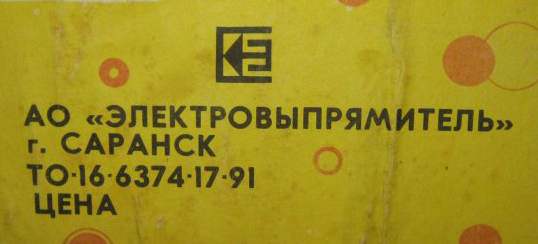 АО «ЭЛЕКТРОВЫПРЯМИТЕЛЬ»
г. САРАНСК
ТО-16-6374-17-91
ЦЕНА